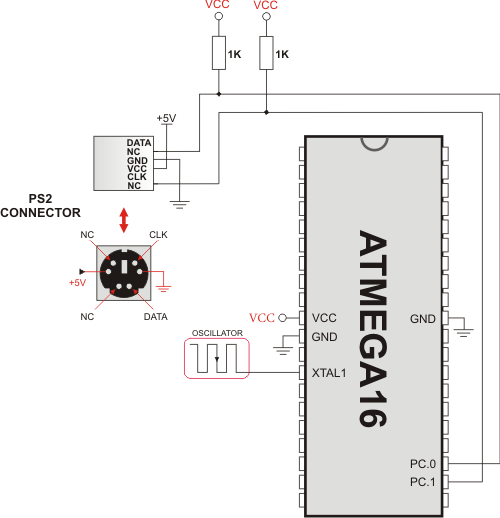 VCC VCC
1K 1K
+5V
DATA
NC
GND
VCC
CLK
NC
PS2
CONNECTOR
NC CLK
+5V
NC DATA
ATMEGA16
VCC VCC GND
GND
OSCILLATOR
XTAL1
PC.0
PC.1